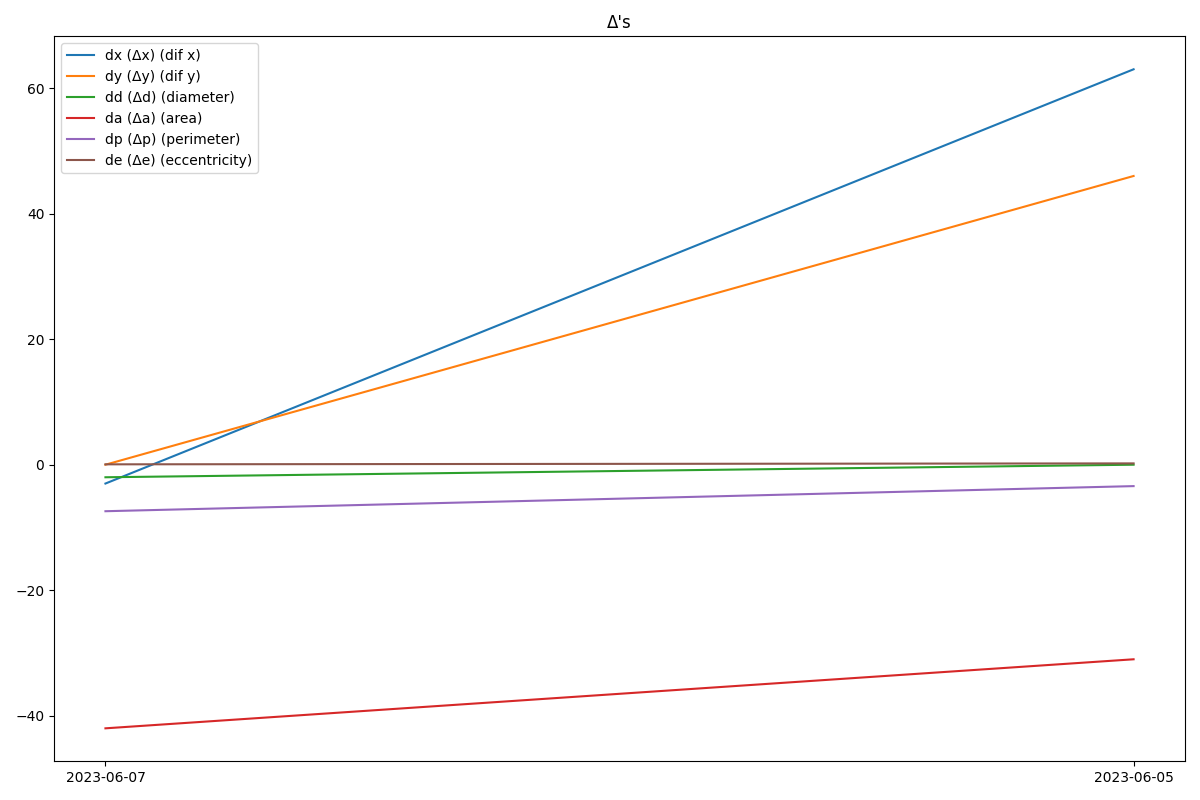 Δ's
dx (Δx) (dif x)
dy (Δy) (dif y)
dd (Δd) (diameter)
da (Δa) (area)
dp (Δp) (perimeter)
de (Δe) (eccentricity)
60
40
20
0
−20
−40
2023-06-07 2023-06-05